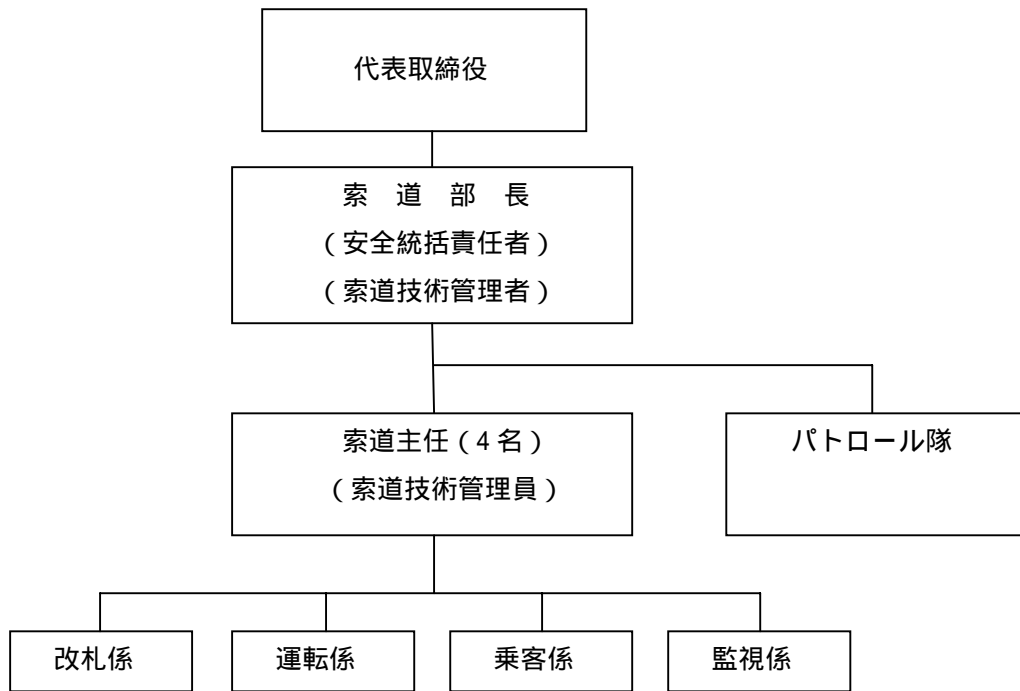 代表取締役
索　道　部　長
（安全統括責任者）
（索道技術管理者）
索道主任（4名）
（索道技術管理員）
パトロール隊
改札係
運転係
乗客係
監視係